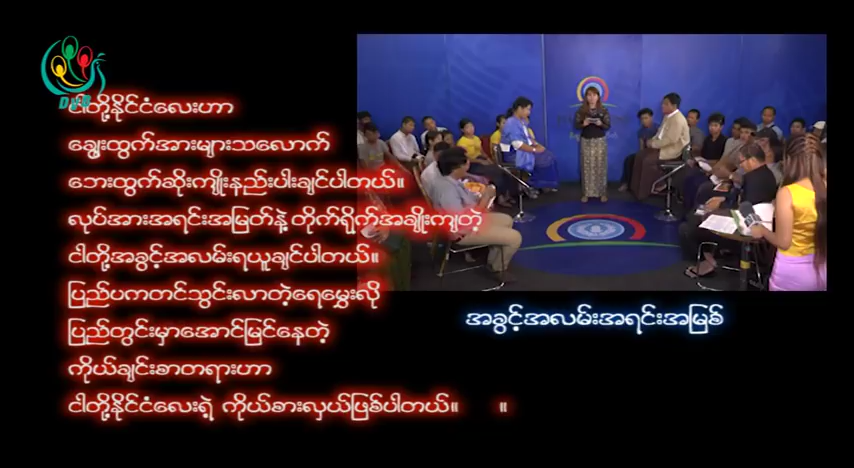 DVB
ငါတို့နိုင်ငံလေးဟာ
ချွေးထွက်အားများသလောက်
ဘေးထွက်ဆိုးကျိုးနည်းပါးချင်ပါတယ်။
လုပ်အားအရင်းအမြတ်နဲ့ တိုက်ရိုက်အချိုးကျတဲ့
ငါတို့အခွင့်အလမ်းရယူချင်ပါတယ်။
ပြည်ပကတင်သွင်းလာတဲ့ရေမွှေးလို
ပြည်တွင်းမှာအောင်မြင်နေတဲ့
ကိုယ်ချင်းစာတရားဟာ
ငါတို့နိုင်ငံလေးရဲ့ ကိုယ်စားလှယ်ဖြစ်ပါတယ်။ ။
အခွင့်အလမ်းအရင်းအမြစ်